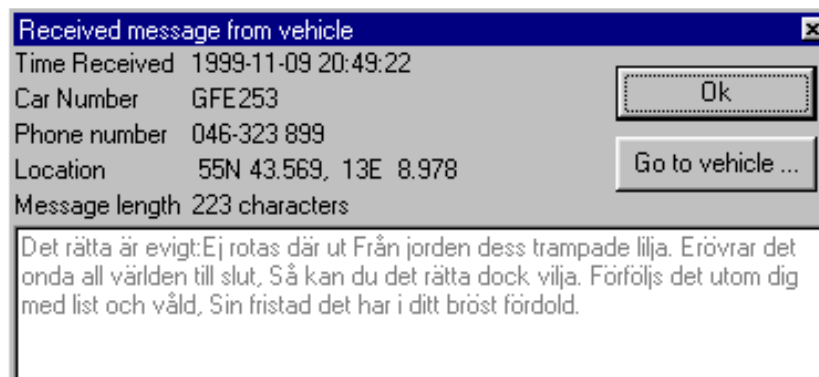 Received message from vehicle
Time Received 1999-11-09 20:49:22
Ok
Car Number GFE253
Phone number 046-323 899
Go to vehicle ...
Location 55N 43.569, 13E 8.978
Message length 223 characters
Det rätta är evigt:Ej rotas där ut Från jorden dess trampade lilja. Erövrar det
onda all världen till slut, Så kan du det rätta dock vilja. Förföljs det utom dig
med list och våld, Sin fristad det har i ditt bröst fördold.